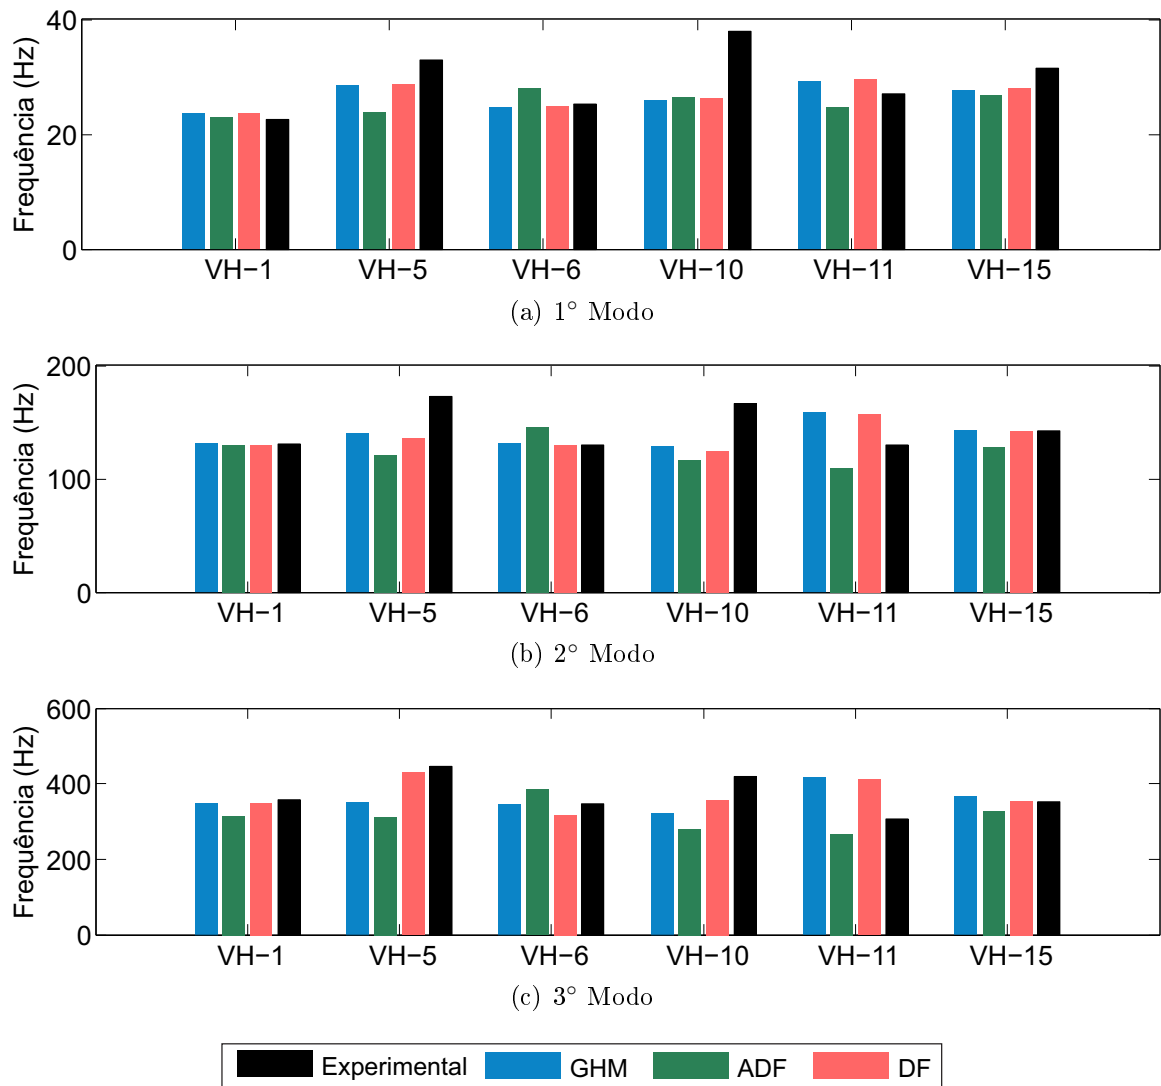 40
20
0
Frequência (Hz)
VH−1 VH−5 VH−6 VH−10 VH−11 VH−15
(a) 1° Modo
200
100
0
Frequência (Hz)
VH−1 VH−5 VH−6 VH−10 VH−11 VH−15
(b) 2° Modo
600
400
200
0
Frequência (Hz)
VH−1 VH−5 VH−6 VH−10 VH−11 VH−15
(c) 3° Modo
Experimental GHM ADF DF